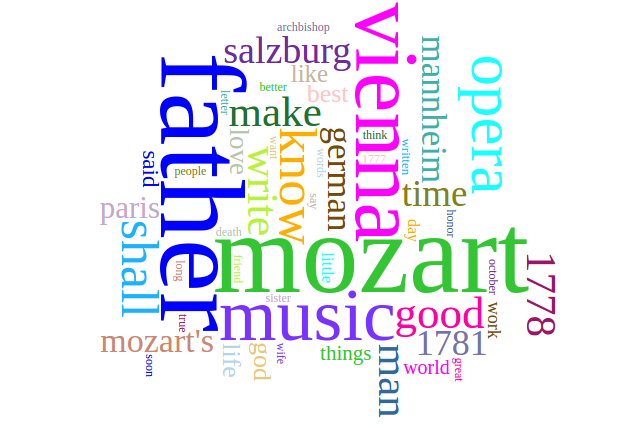 archbishop
vienna
salzburg
mannheim
father
like
opera
better
best
letter
make
know
german
think
love
want
written
write
words
1777
said
people
time
say
paris
honor
day
shall
death
mozart
little
1778
friend
long
october
sister
music
good
work
true
mozart's
1781
life
god
wife
things
man
soon
world
great